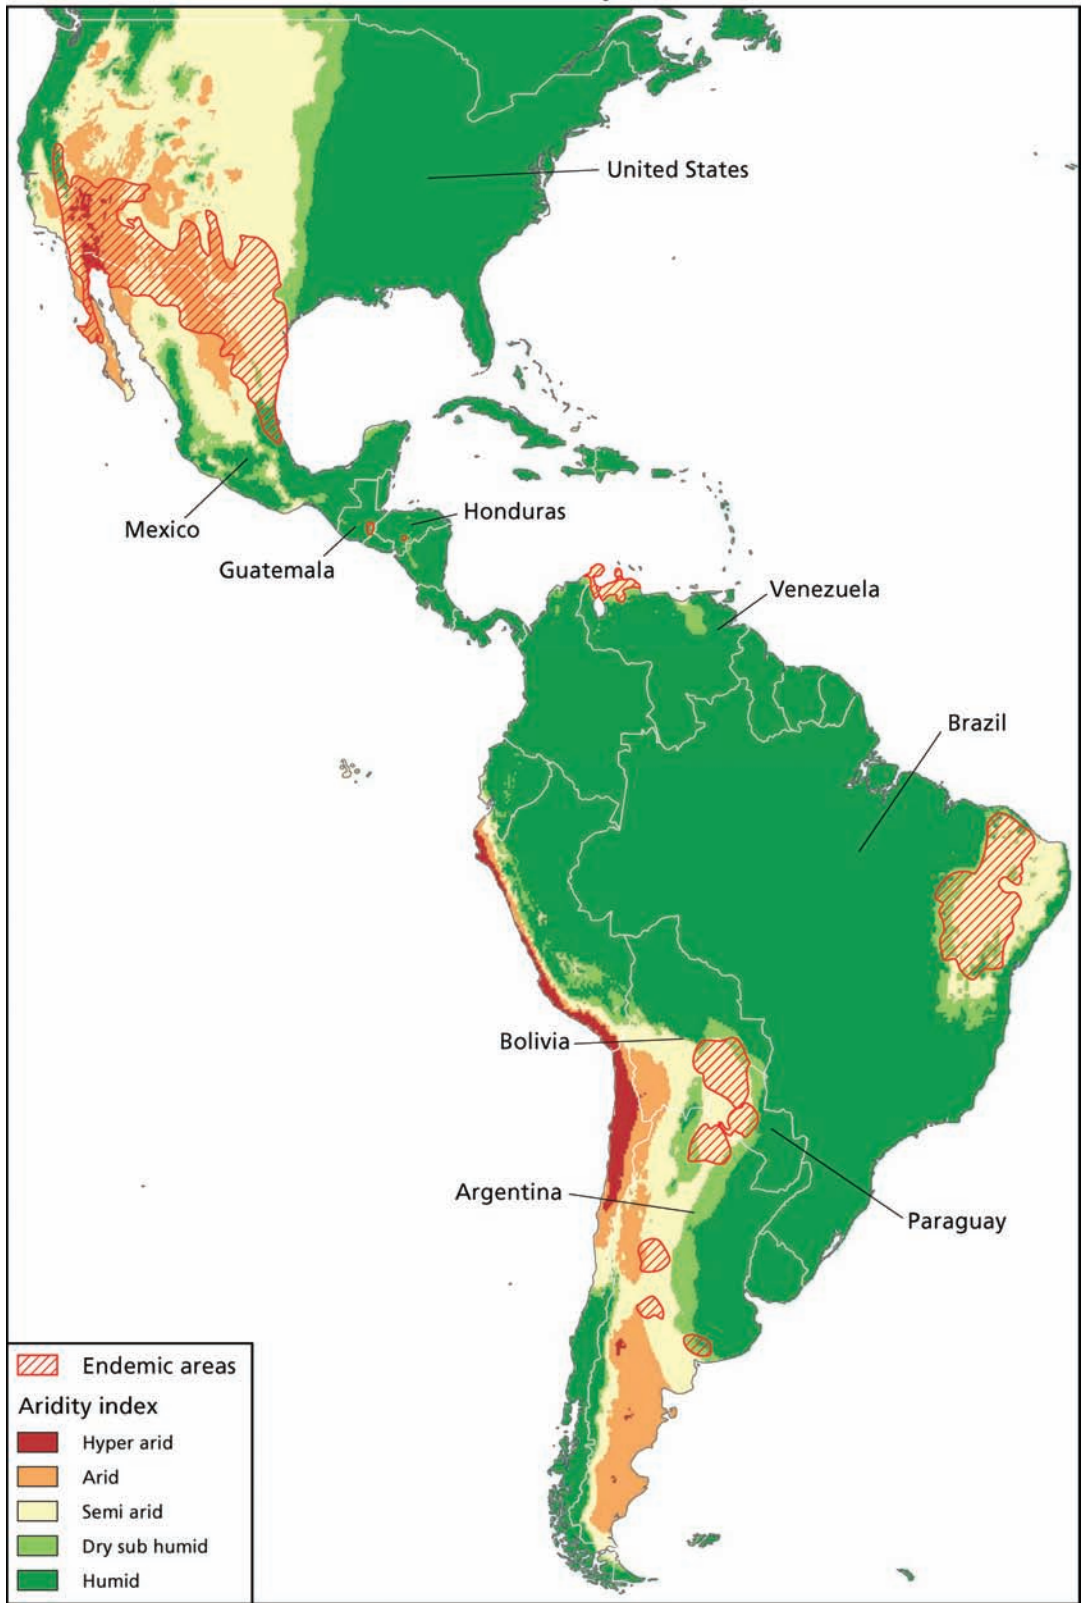 United States
Mexico
Honduras
Guatemala
Venezuela
Brazil
Bolivia
Argentina
Paraguay
Endemic areas
Aridity index
Hyper arid
Arid
Semi arid
Dry sub humid
Humid